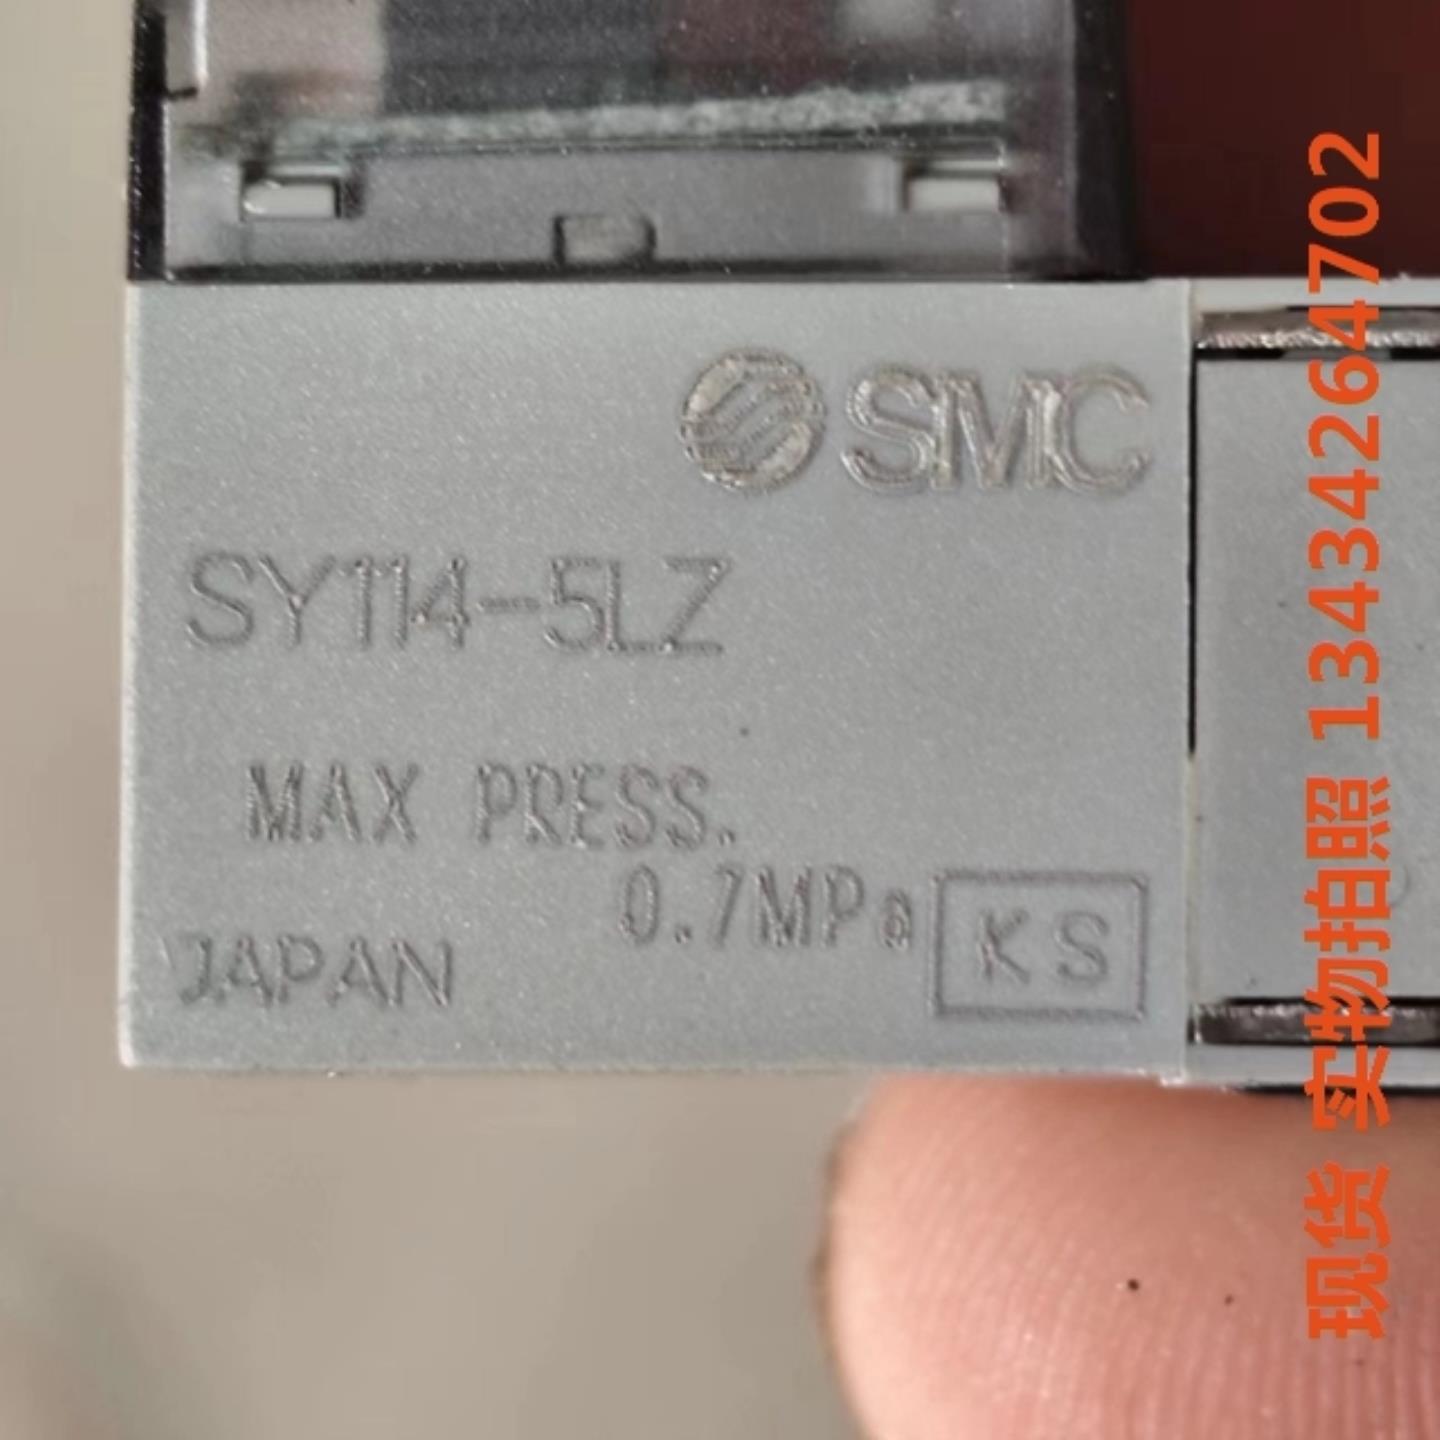 SMC
SY114-5LZ
MAX PRESS.
0.7MPa
KS
JAPAN
现货 实物拍照 13434264702